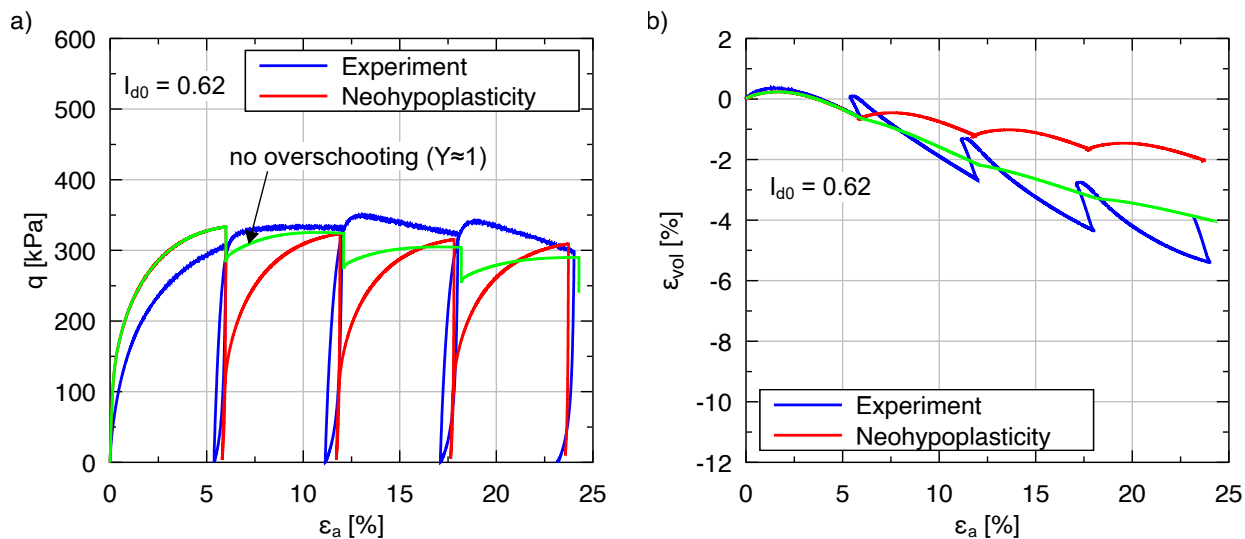 a)
600
500
400
300
200
100
0
q [kPa]
I_d0 = 0.62
Experiment
Neohypoplasticity
no overschooting (Y≈1)
0 5 10 15 20 25
ε_a [%]
b)
2
0
-2
-4
-6
-8
-10
-12
ε_vol [%]
I_d0 = 0.62
Experiment
Neohypoplasticity
0 5 10 15 20 25
ε_a [%]